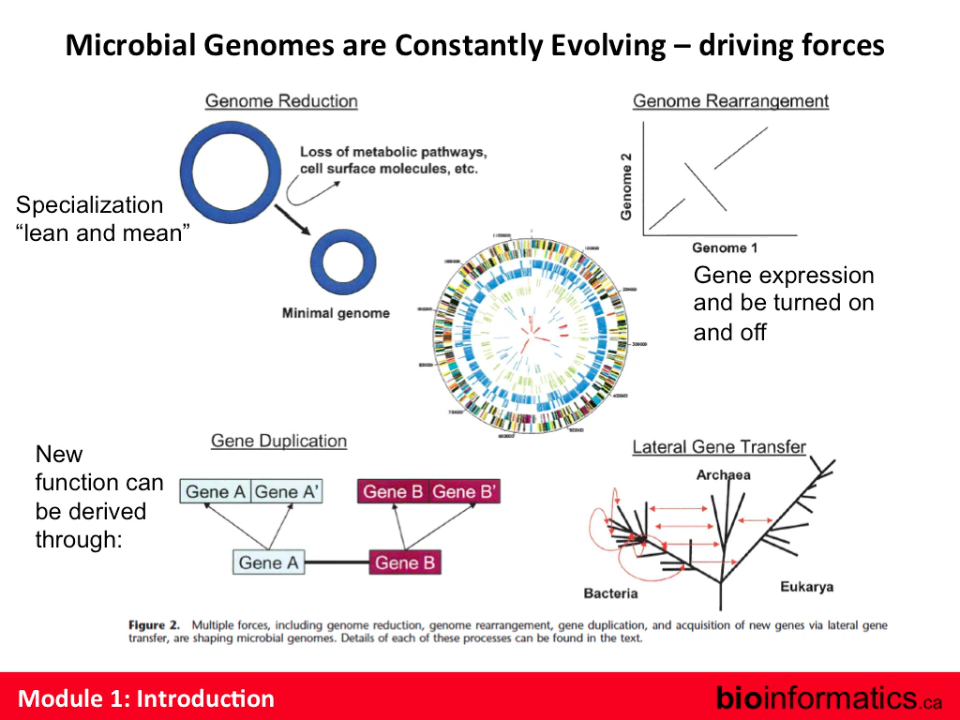 Microbial Genomes are Constantly Evolving – driving forces
Genome Reduction
Loss of metabolic pathways,
cell surface molecules, etc.
Specialization
“lean and mean”
Minimal genome
Genome Rearrangement
Genome 2
Genome 1
Gene expression
and be turned on
and off
New
function can
be derived
through:
Gene Duplication
Gene A Gene A’
Gene B Gene B’
Gene A
Gene B
Lateral Gene Transfer
Archaea
Bacteria
Eukarya
Figure 2. Multiple forces, including genome reduction, genome rearrangement, gene duplication, and acquisition of new genes via lateral gene
transfer, are shaping microbial genomes. Details of each of these processes can be found in the text.
Module 1: Introduction
bioinformatics.ca